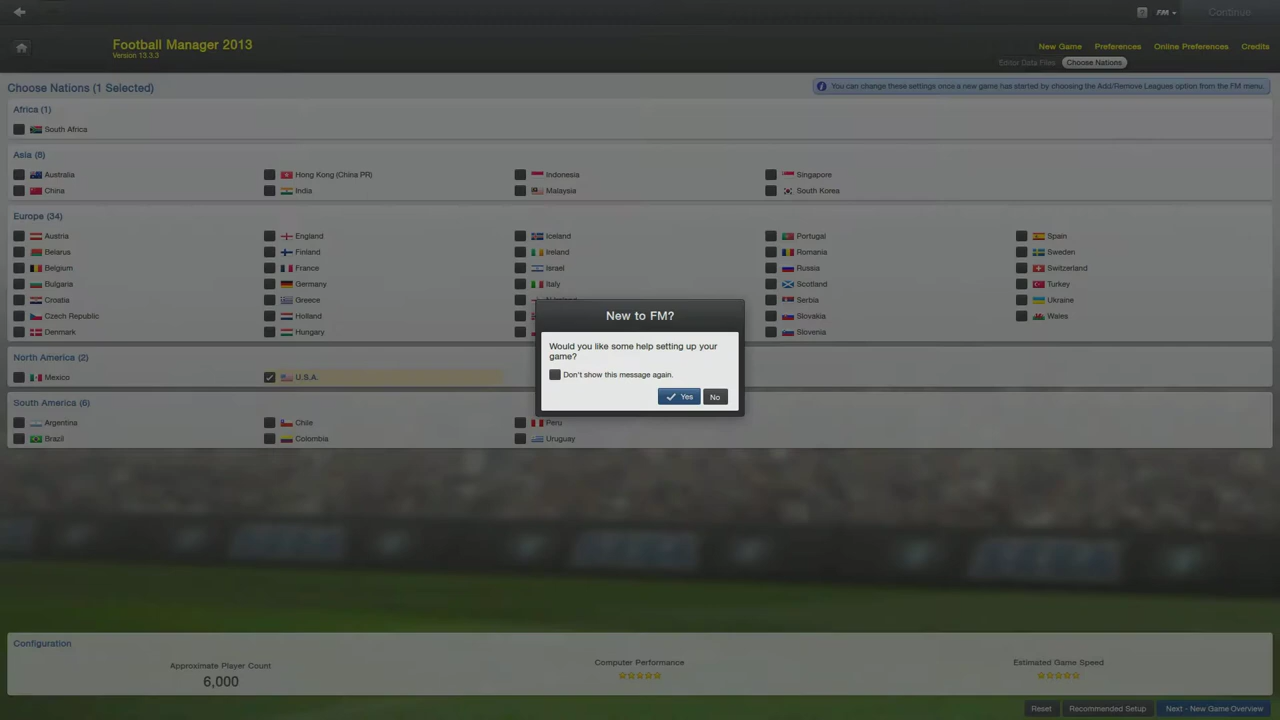 ? FM Continue
Football Manager 2013
Version 13.3.3
New Game Preferences Online Preferences Credits
Editor Data Files Choose Nations
Choose Nations (1 Selected)
You can change these settings once a new game has started by choosing the Add/Remove Leagues option from the FM menu.
Africa (1)
South Africa
Asia (8)
Australia Hong Kong (China PR) Indonesia Singapore
China India Malaysia South Korea
Europe (34)
Austria England Iceland Portugal Spain
Belarus Finland Ireland Romania Sweden
Belgium France Israel Russia Switzerland
Bulgaria Germany Italy Scotland Turkey
Croatia Greece Serbia Ukraine
Czech Republic Holland Slovakia Wales
Denmark Hungary Slovenia
New to FM?
Would you like some help setting up your
game?
Don't show this message again.
Yes No
North America (2)
Mexico U.S.A.
South America (6)
Argentina Chile Peru
Brazil Colombia Uruguay
Configuration
Approximate Player Count Computer Performance Estimated Game Speed
6,000
Reset Recommended Setup Next - New Game Overview